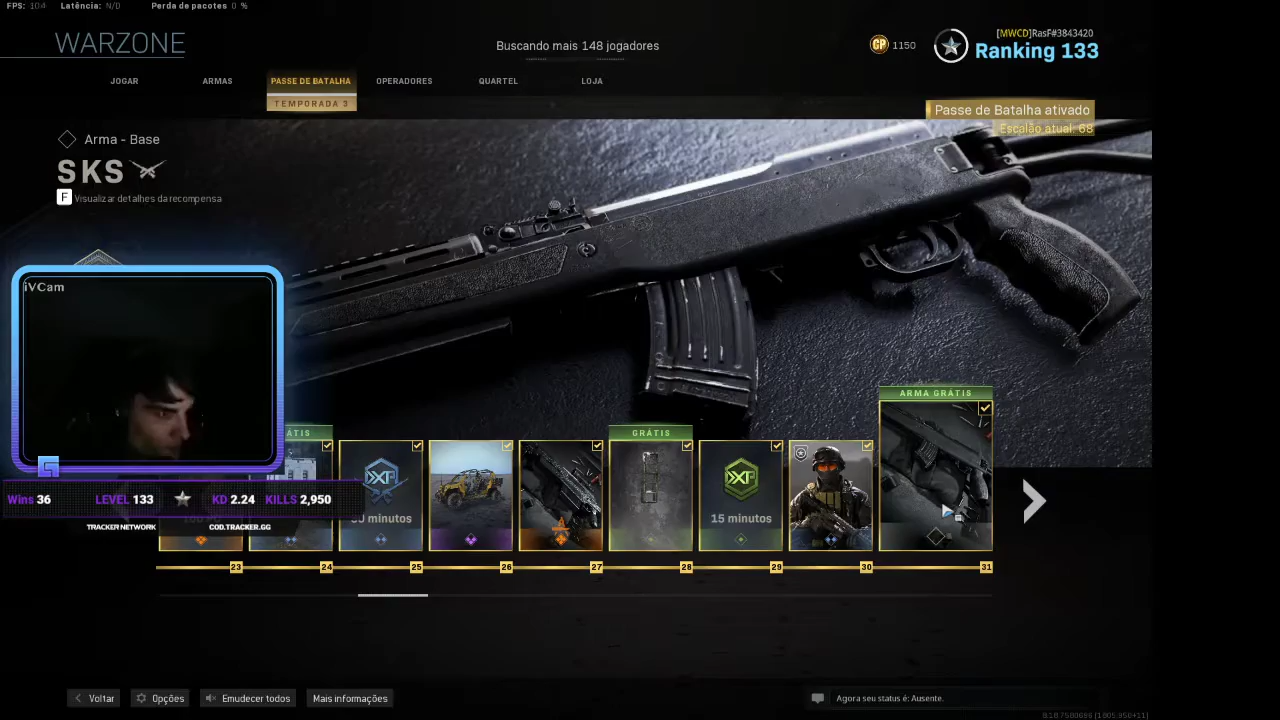 FPS: 104 Latência: N/D Perda de pacotes 0 %
[MWCD]RasF#3843420
WARZONE
Buscando mais 148 jogadores
CP 1150
Ranking 133
JOGAR ARMAS PASSE DE BATALHA OPERADORES QUARTEL LOJA
TEMPORADA 3
Passe de Batalha ativado
Escalão atual: 68
Arma - Base
SKS
F Visualizar detalhes da recompensa
iVCam
ARMA GRÁTIS
GRÁTIS
XP
XP
15 minutos
minutos
Wins 36 LEVEL 133 KD 2.24 KILLS 2,950
TRACKER NETWORK COD.TRACKER.GG
23 24 25 26 27 28 29 30 31
Voltar Opções Emudecer todos Mais informações
Agora seu status é: Ausente.